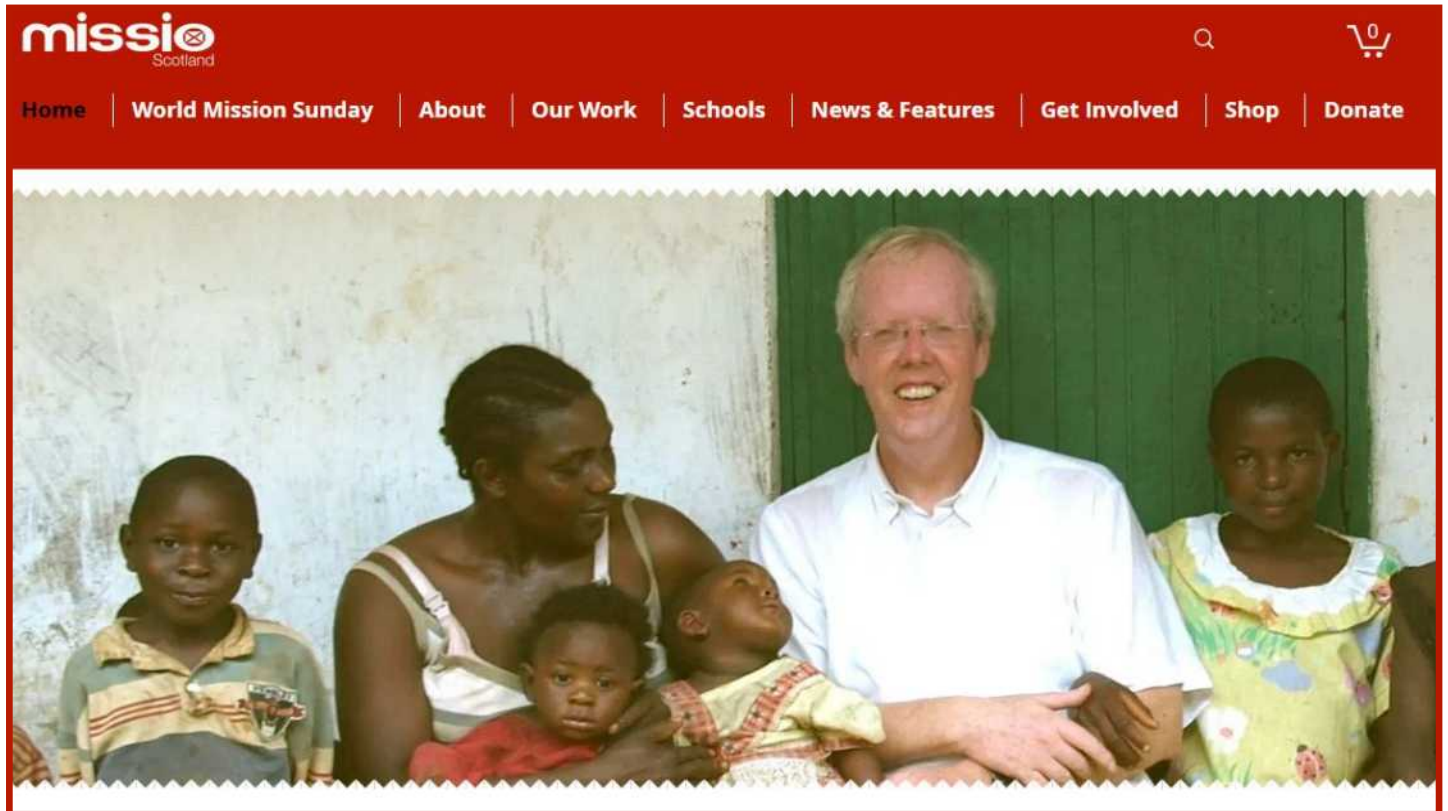 missio
Scotland
0
Home World Mission Sunday About Our Work Schools News & Features Get Involved Shop Donate